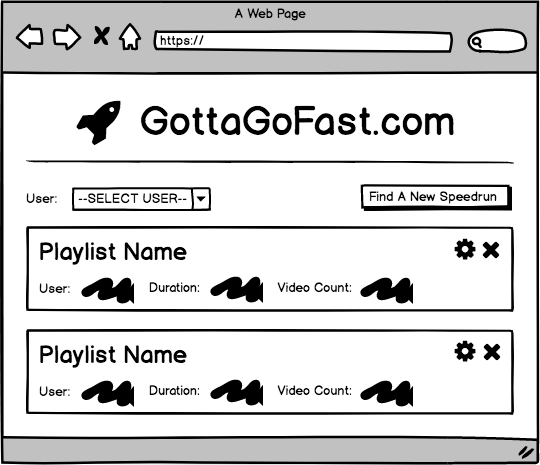 A Web Page
https://
GottaGoFast.com
User: --SELECT USER-- Find A New Speedrun
Playlist Name
User: Duration: Video Count:
Playlist Name
User: Duration: Video Count: